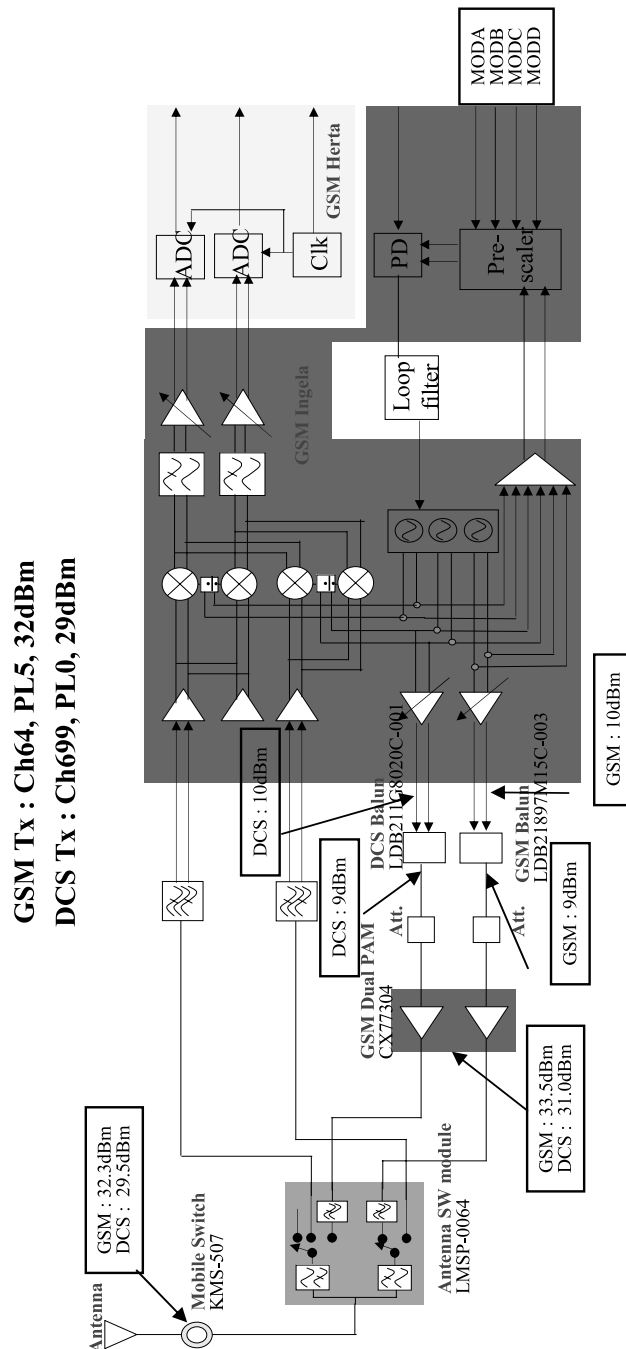 GSM Tx : Ch64, PL5, 32dBm
DCS Tx : Ch699, PL0, 29dBm
Antenna
GSM : 32.3dBm
DCS : 29.5dBm
Mobile Switch
KMS-507
Antenna SW module
LMSP-0064
GSM : 33.5dBm
DCS : 31.0dBm
GSM Dual PAM
CX77304
Att.
Att.
DCS : 9dBm
GSM : 9dBm
DCS Balun
LDB211G8020C-001
GSM Balun
LDB21897M15C-003
DCS : 10dBm
GSM : 10dBm
GSM Ingela
Loop
filter
ADC
ADC
Clk
GSM Herta
PD
Pre-
scaler
MODA
MODB
MODC
MODD